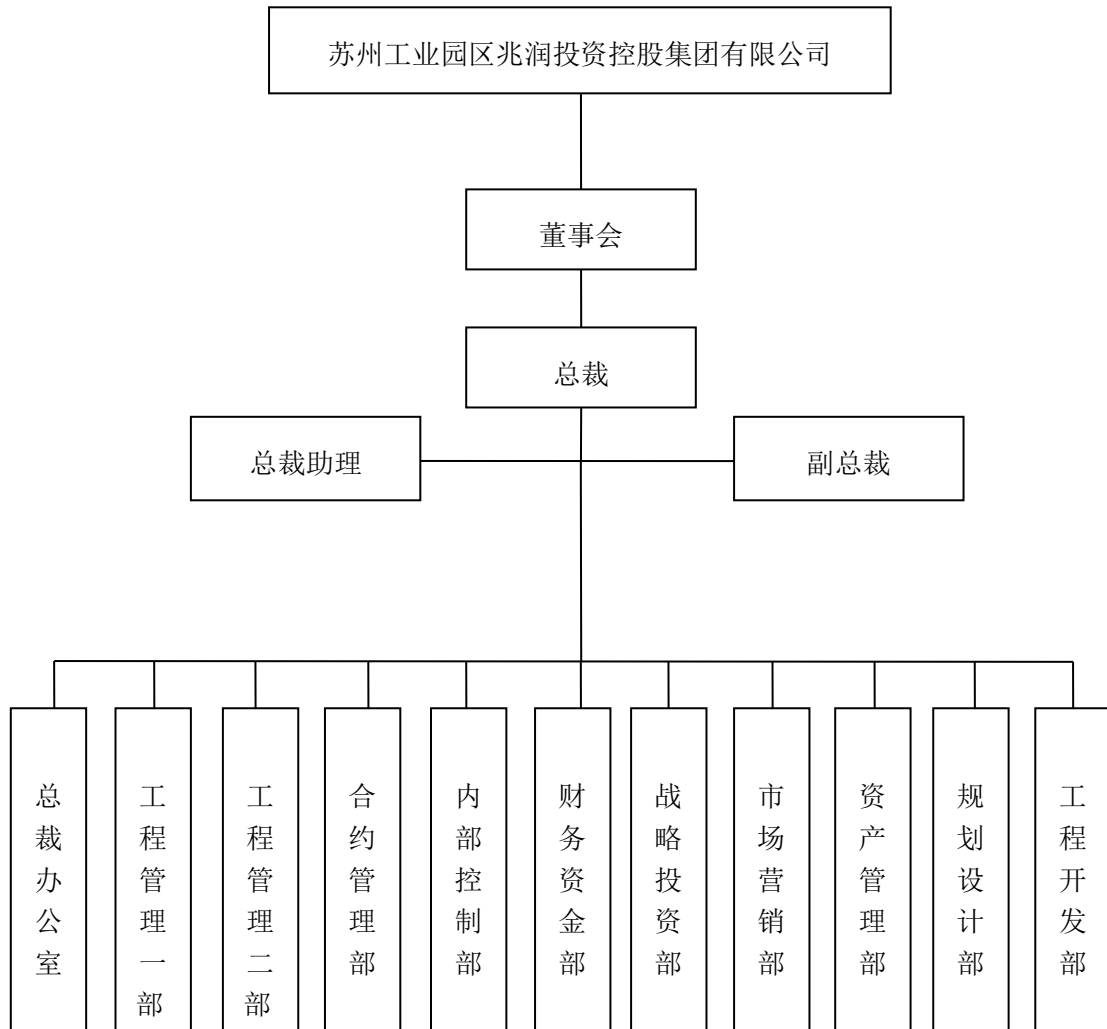 苏州工业园区兆润投资控股集团有限公司
董事会
总裁
总裁助理
副总裁
总裁办公室
工程管理一部
工程管理二部
合约管理部
内部控制部
财务资金部
战略投资部
市场营销部
资产管理部
规划设计部
工程开发部